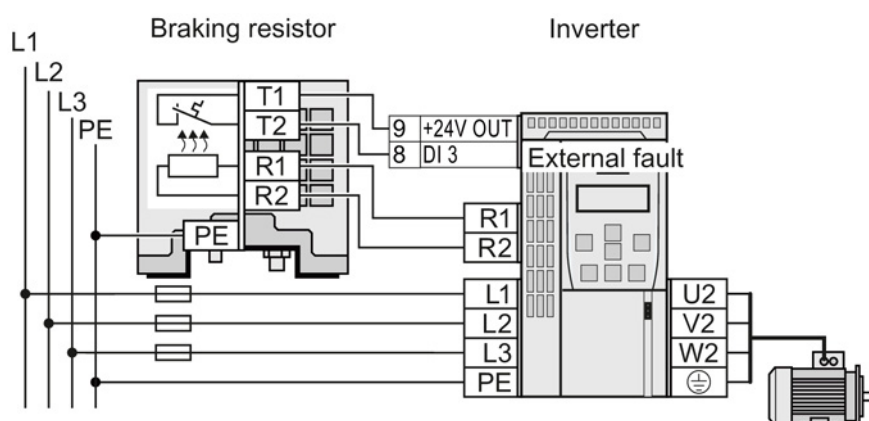 Braking resistor
Inverter
L1
L2
L3
PE
T1
T2
R1
R2
PE
9 +24V OUT
8 DI 3
External fault
R1
R2
L1
L2
L3
PE
U2
V2
W2